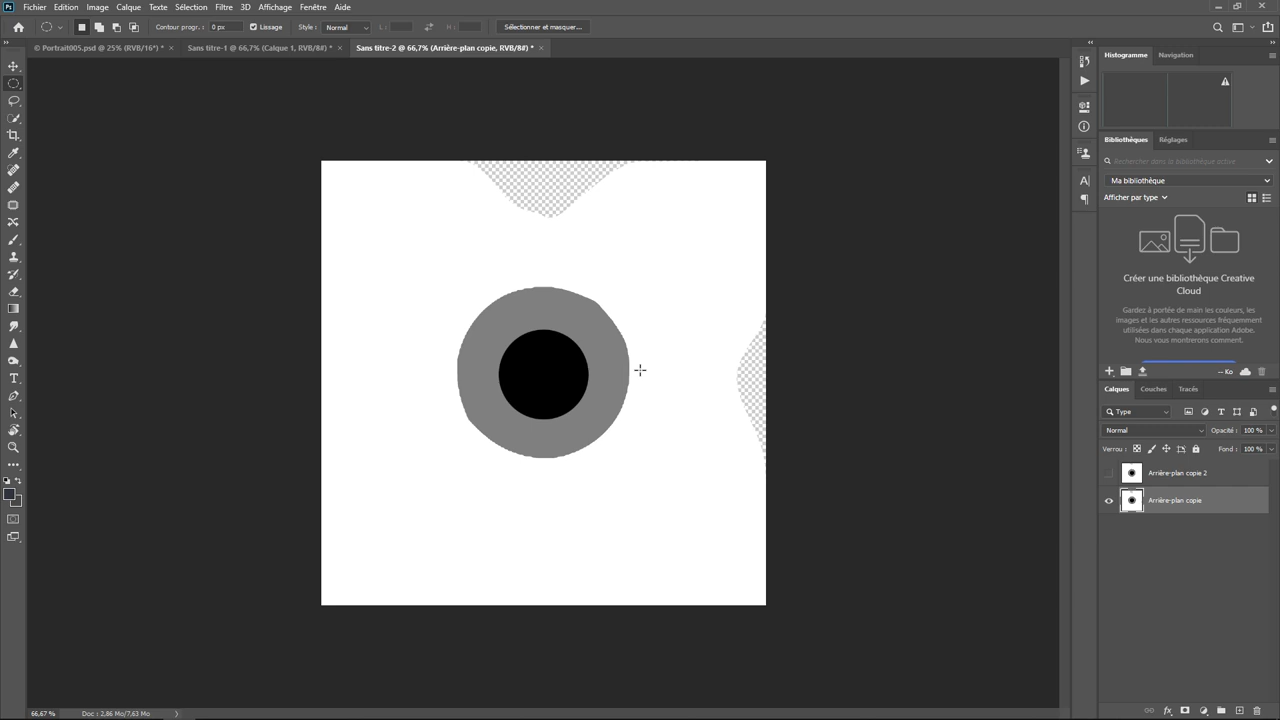 Fichier Edition Image Calque Texte Sélection Filtre 3D Affichage Fenêtre Aide
Contour progr. : 0 px Lissage Style : Normal L : H : Sélectionner et masquer...
© Portrait005.psd @ 25% (RVB/16*) * × Sans titre-1 @ 66,7% (Calque 1, RVB/8#) * × Sans titre-2 @ 66,7% (Arrière-plan copie, RVB/8#) * ×
Histogramme Navigation
Bibliothèques Réglages
Rechercher dans la bibliothèque active
Ma bibliothèque
Afficher par type
Créer une bibliothèque Creative
Cloud
Gardez à portée de main les couleurs, les
images et les autres ressources fréquemment
utilisées dans chaque application Adobe.
Nous vous montrerons comment.
-- Ko
Calques Couches Tracés
Type
Normal Opacité : 100 %
Verrou : Fond : 100 %
Arrière-plan copie 2
Arrière-plan copie
66,67 % Doc : 2,86 Mo/7,63 Mo